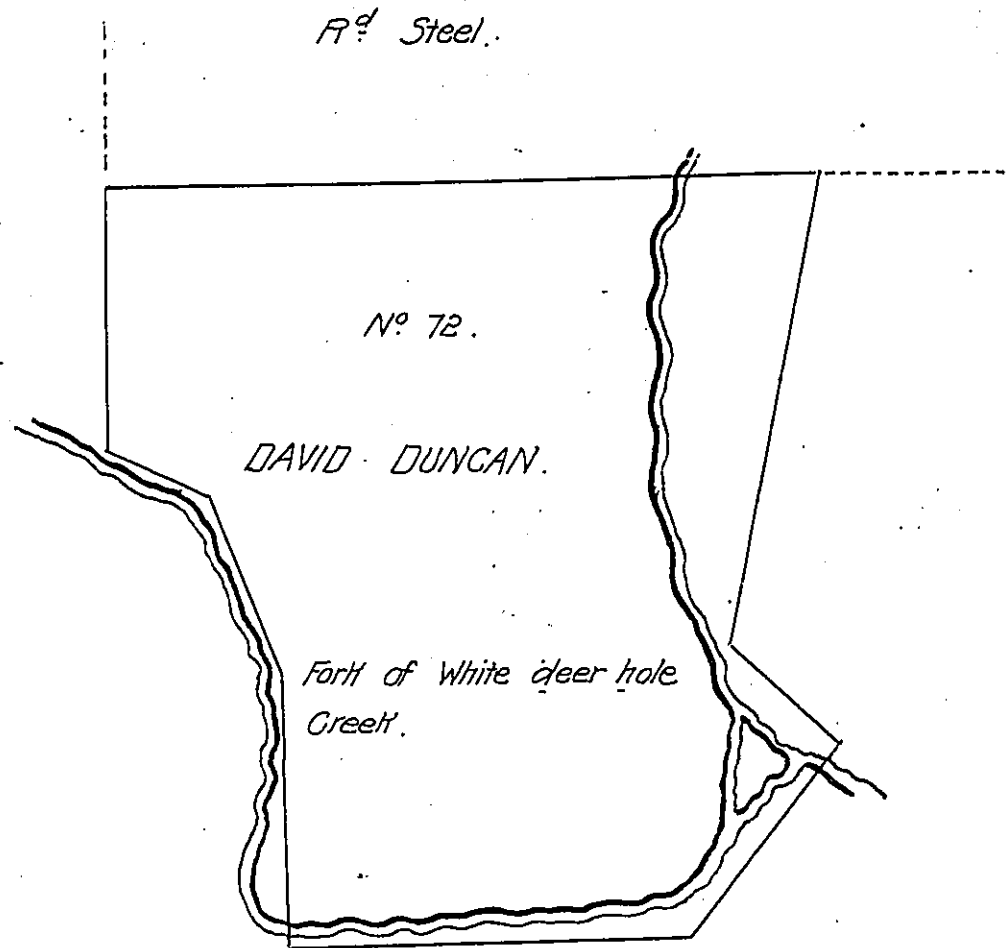 Rd Steel.
No 72.
DAVID DUNCAN.
Fork of White deer hole
Creek.